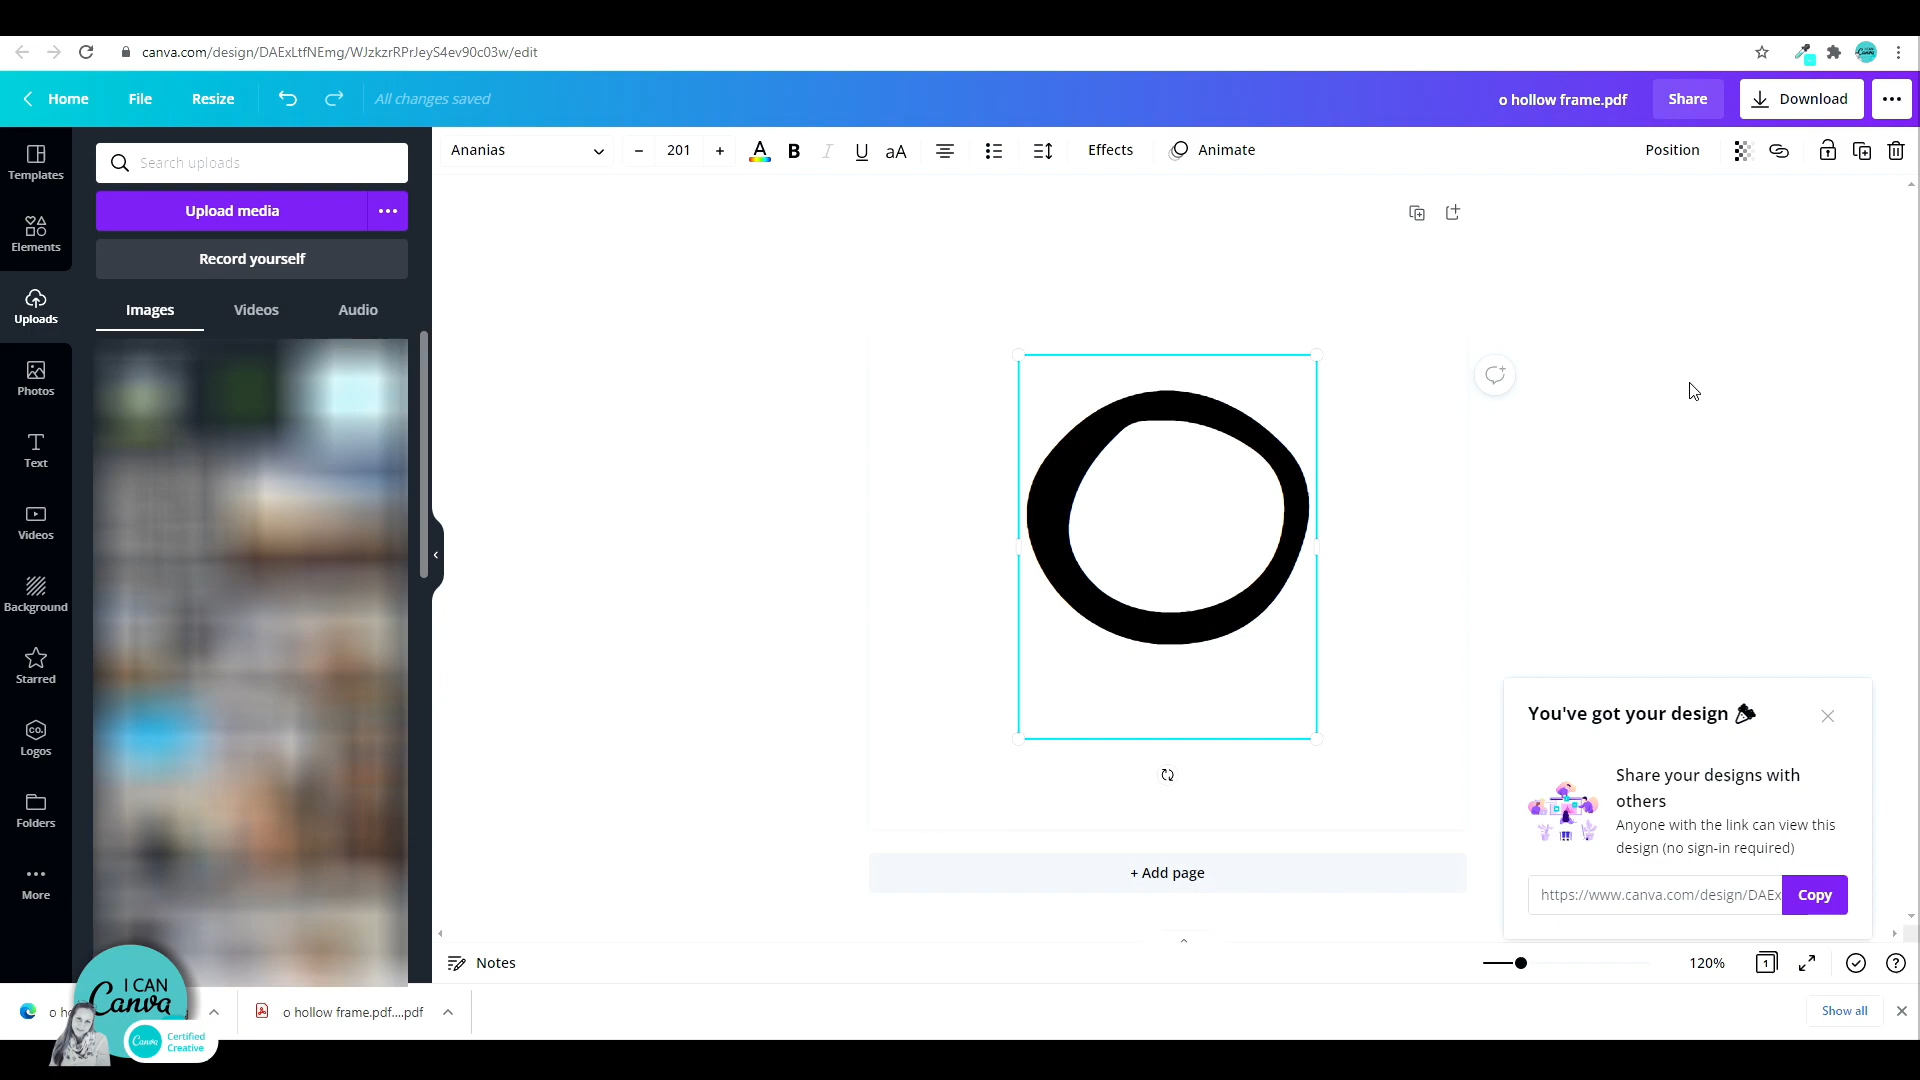 canva.com/design/DAExLtfNEmg/WJzkzrRPrJeyS4ev90c03w/edit
Home File Resize All changes saved o hollow frame.pdf Share Download
Ananias 201 A B I U aA Effects Animate Position
Templates
Elements
Uploads
Photos
Text
Videos
Background
Starred
CO.
Logos
Folders
More
Search uploads
Upload media
Record yourself
Images Videos Audio
O
+ Add page
You've got your design
Share your designs with
others
Anyone with the link can view this
design (no sign-in required)
https://www.canva.com/design/DAEx Copy
Notes 120% 1 ?
I CAN
Canva
Canva Certified
Creative
o hollow frame.pdf....pdf
Show all